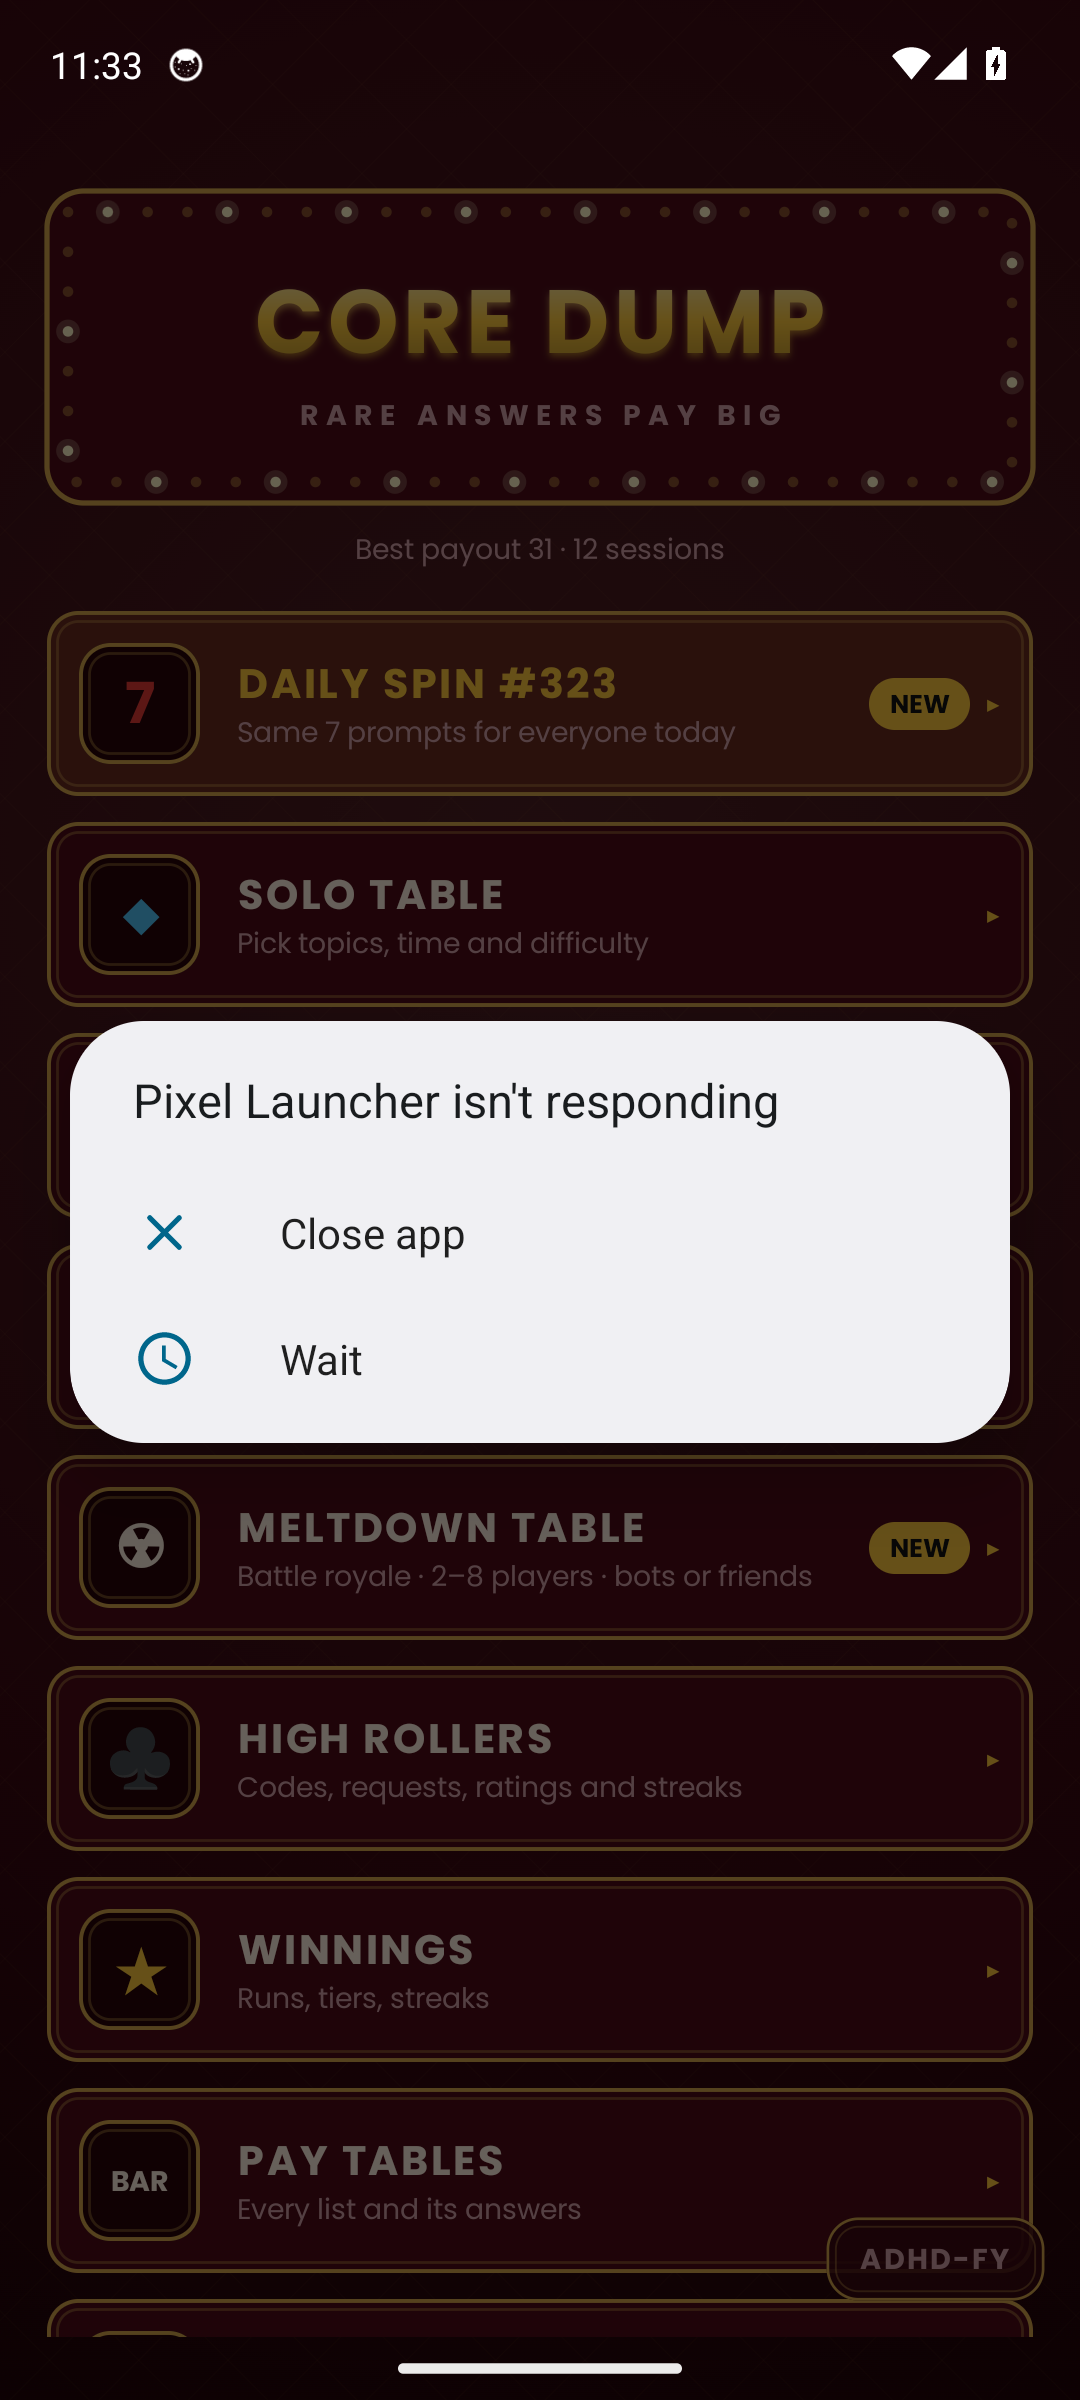 11:33
CORE DUMP
RARE ANSWERS PAY BIG
Best payout 31 · 12 sessions
7
DAILY SPIN #323
Same 7 prompts for everyone today
NEW
SOLO TABLE
Pick topics, time and difficulty
Pixel Launcher isn't responding
Close app
Wait
MELTDOWN TABLE
Battle royale · 2–8 players · bots or friends
NEW
HIGH ROLLERS
Codes, requests, ratings and streaks
WINNINGS
Runs, tiers, streaks
BAR
PAY TABLES
Every list and its answers
ADHD-FY